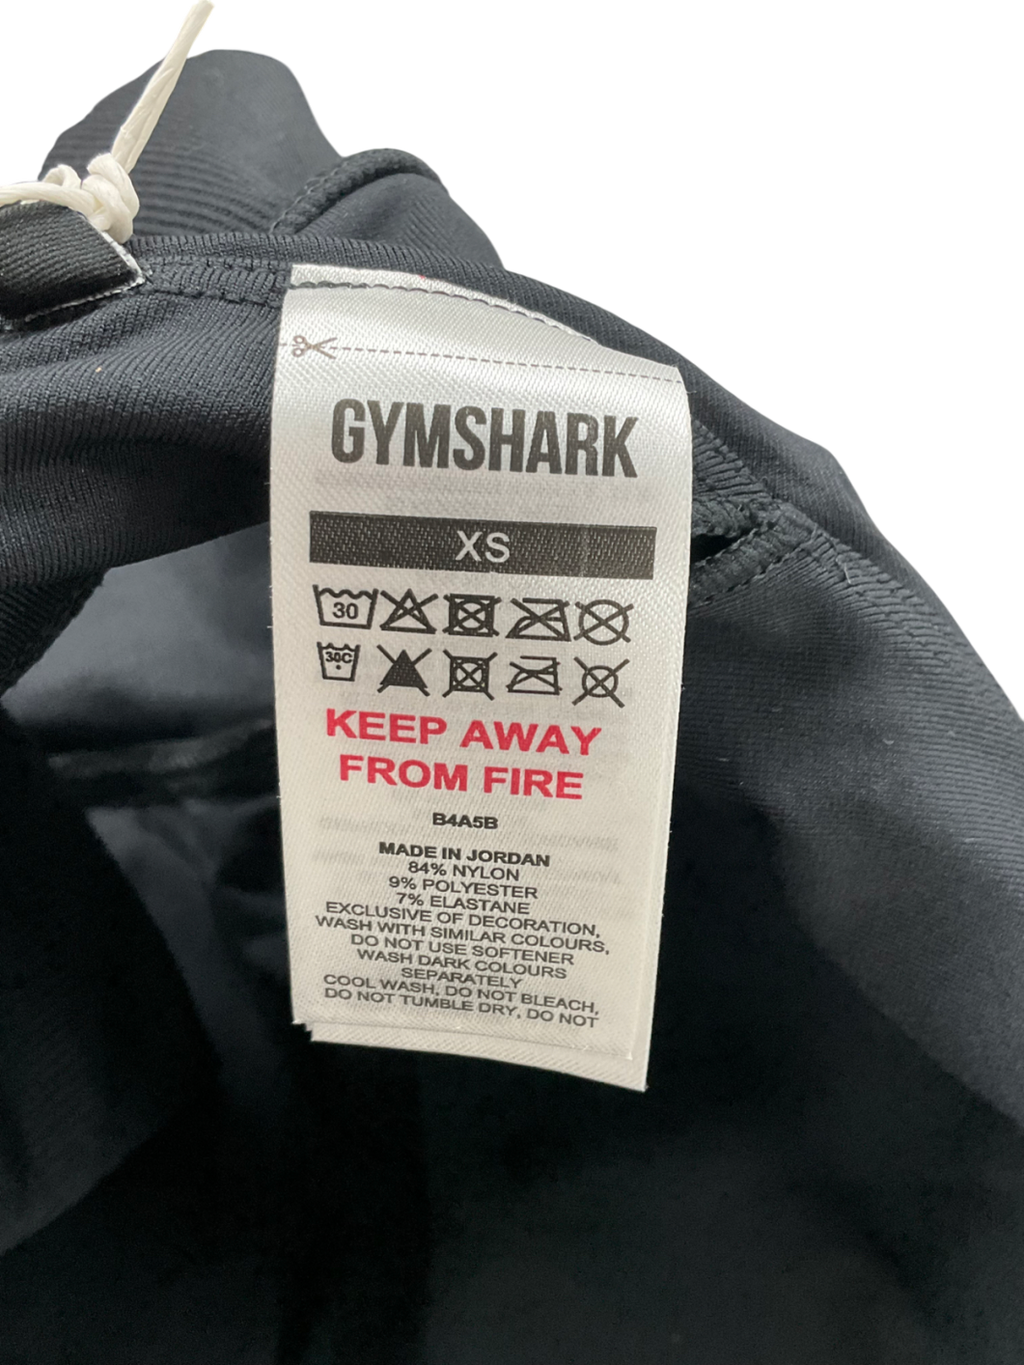 GYMSHARK
XS
30
30C
KEEP AWAY
FROM FIRE
B4A5B
MADE IN JORDAN
84% NYLON
9% POLYESTER
7% ELASTANE
EXCLUSIVE OF DECORATION,
WASH WITH SIMILAR COLOURS,
DO NOT USE SOFTENER
WASH DARK COLOURS
SEPARATELY
COOL WASH, DO NOT BLEACH,
DO NOT TUMBLE DRY, DO NOT